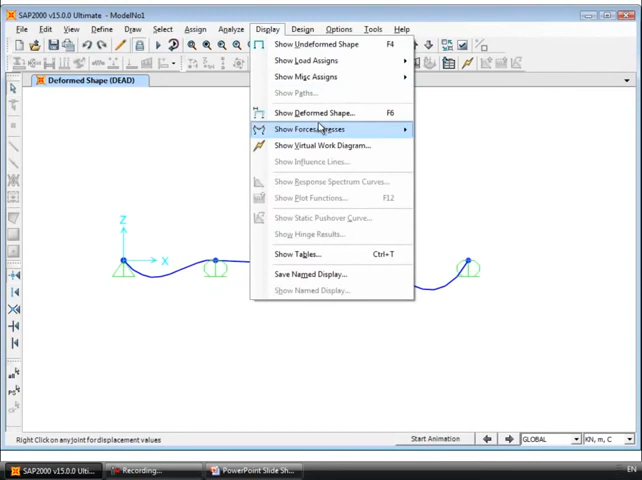 SAP2000 v15.0.0 Ultimate - ModelNo1
File Edit View Define Draw Select Assign Analyze Display Design Options Tools Help
Show Undeformed Shape F4
Show Load Assigns
Show Misc Assigns
Show Paths...
Show Deformed Shape... F6
Show Forces/Stresses
Show Virtual Work Diagram...
Show Influence Lines...
Show Response Spectrum Curves...
Show Plot Functions... F12
Show Static Pushover Curve...
Show Hinge Results...
Show Tables... Ctrl+T
Save Named Display...
Show Named Display...
Deformed Shape (DEAD)
Z
X
all
PS
clr
Right Click on any joint for displacement values
Start Animation
GLOBAL
KN, m, C
SAP2000 v15.0.0 Ulti...
Recording...
PowerPoint Slide Sh...
EN